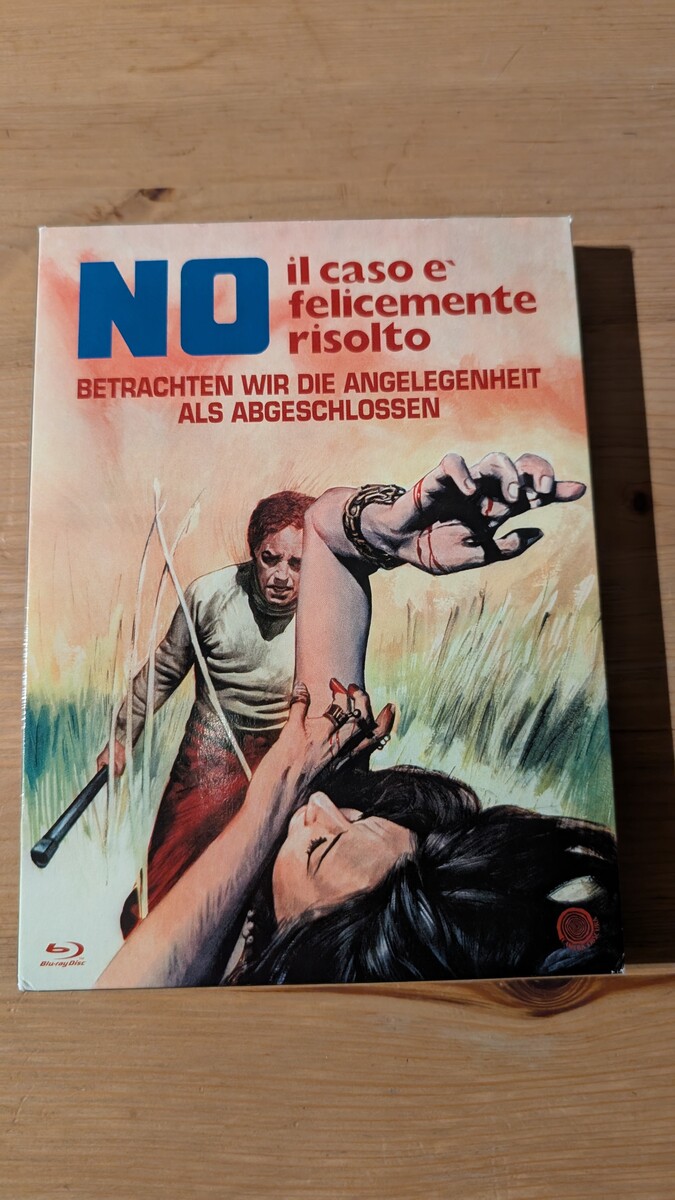 NO
il caso e`
felicemente
risolto
BETRACHTEN WIR DIE ANGELEGENHEIT
ALS ABGESCHLOSSEN
Blu-ray Disc